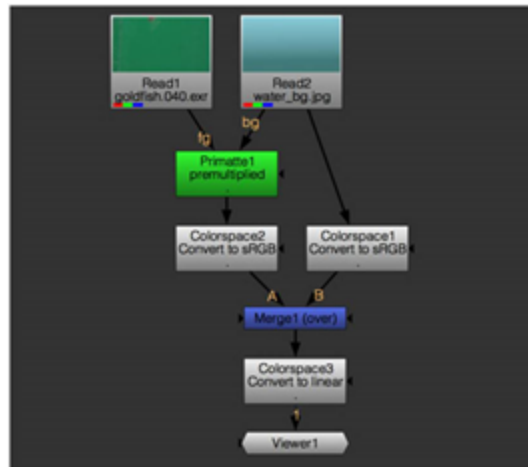 Read1
goldfish.040.exr
Read2
water_bg.jpg
fg
bg
Primatte1
premultiplied
Colorspace2
Convert to sRGB
Colorspace1
Convert to sRGB
A
B
Merge1 (over)
Colorspace3
Convert to linear
1
Viewer1